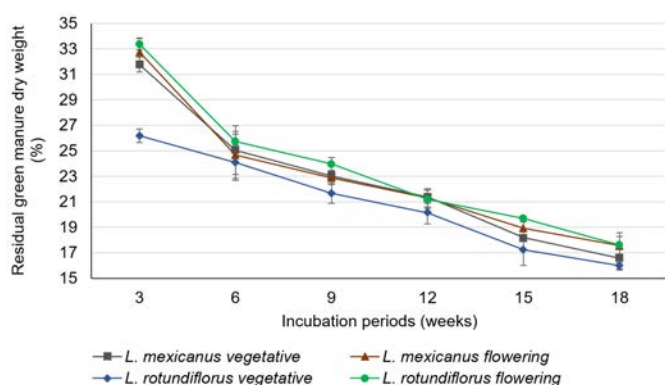 35
33
31
29
27
25
23
21
19
17
15
Residual green manure dry weight
(%)
3 6 9 12 15 18
Incubation periods (weeks)
L. mexicanus vegetative L. mexicanus flowering
L. rotundiflorus vegetative L. rotundiflorus flowering